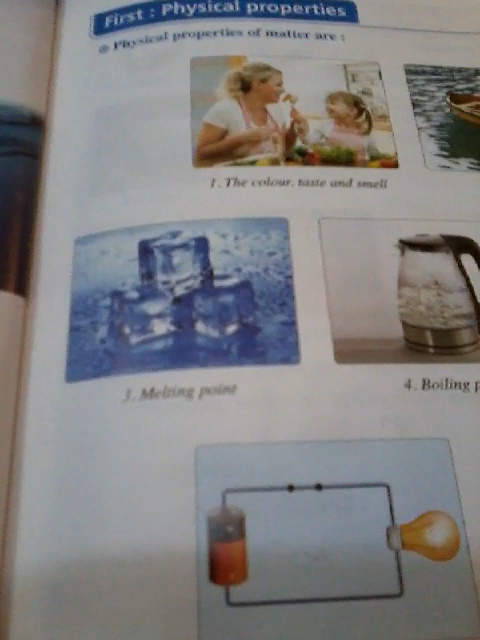 First : Physical properties
Physical properties of matter are :
1. The colour, taste and smell
3. Melting point
4. Boiling